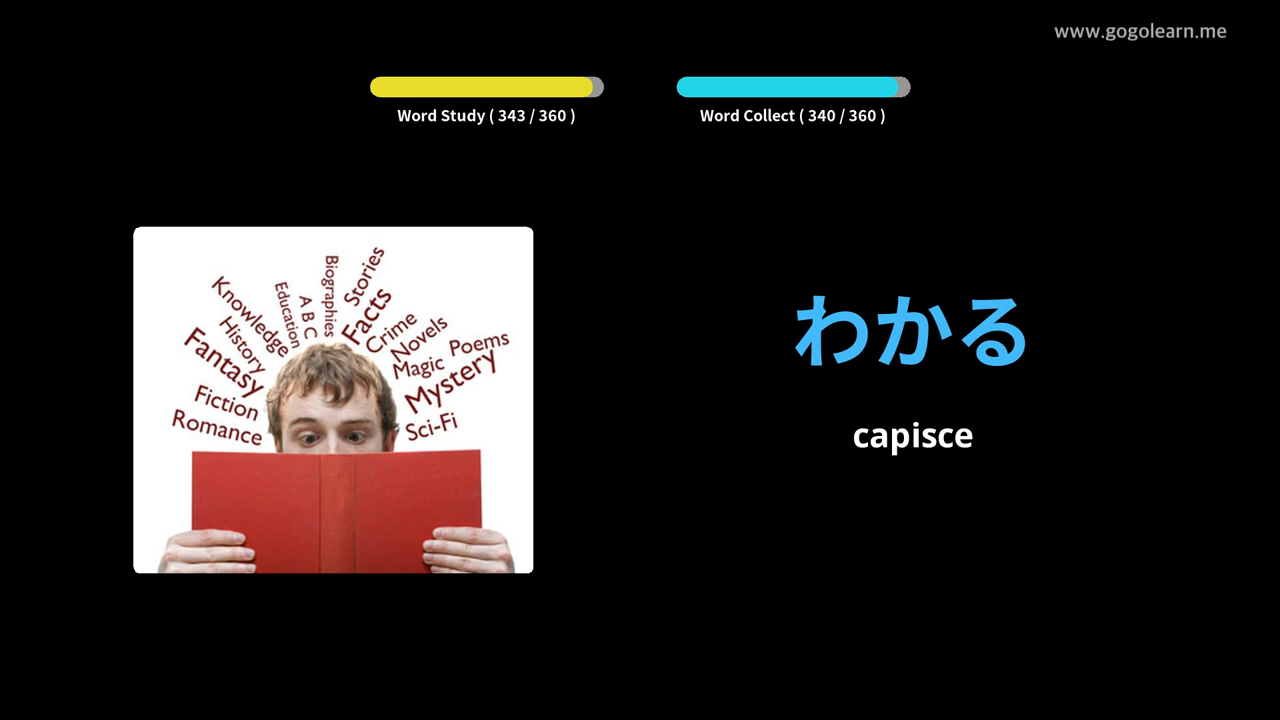 www.gogolearn.me
Word Study ( 343 / 360 )
Word Collect ( 340 / 360 )
Biographies
Stories
Knowledge
Education
A B C
Facts
History
Crime
Novels
Fantasy
Magic
Poems
Mystery
Fiction
Romance
Sci-Fi
わかる
capisce